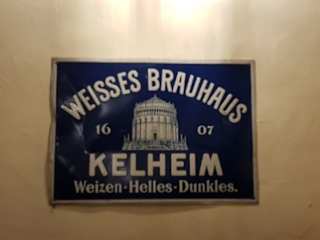 WEISSES BRAUHAUS
16 07
KELHEIM
Weizen-Helles-Dunkles.